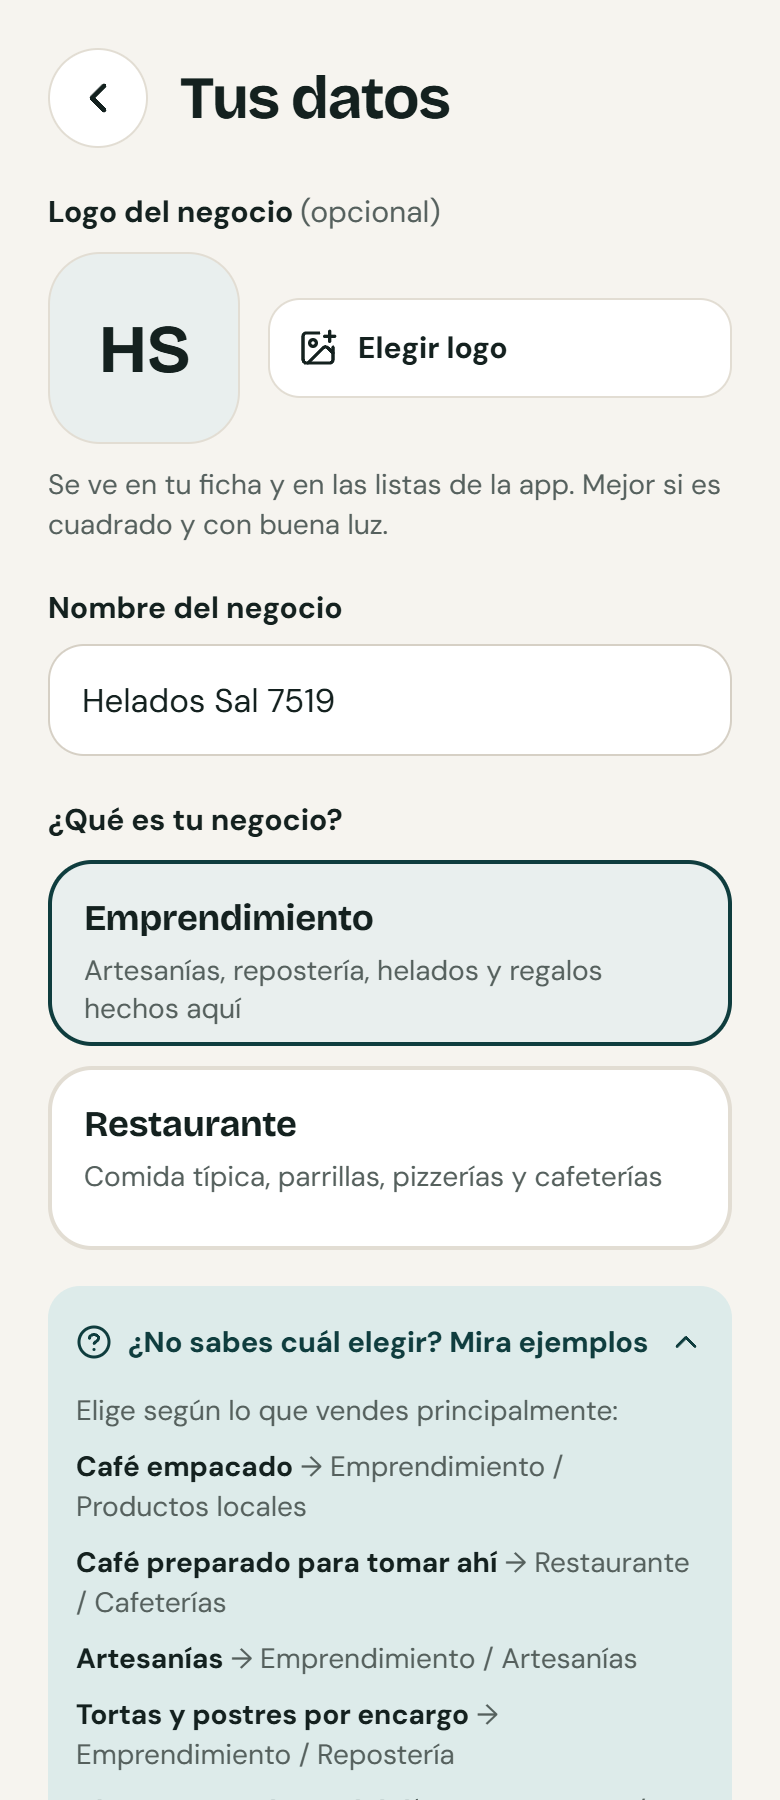 Tus datos
Logo del negocio (opcional)
HS
Elegir logo
Se ve en tu ficha y en las listas de la app. Mejor si es
cuadrado y con buena luz.
Nombre del negocio
Helados Sal 7519
¿Qué es tu negocio?
Emprendimiento
Artesanías, repostería, helados y regalos
hechos aquí
Restaurante
Comida típica, parrillas, pizzerías y cafeterías
¿No sabes cuál elegir? Mira ejemplos
Elige según lo que vendes principalmente:
Café empacado → Emprendimiento /
Productos locales
Café preparado para tomar ahí → Restaurante
/ Cafeterías
Artesanías → Emprendimiento / Artesanías
Tortas y postres por encargo →
Emprendimiento / Repostería